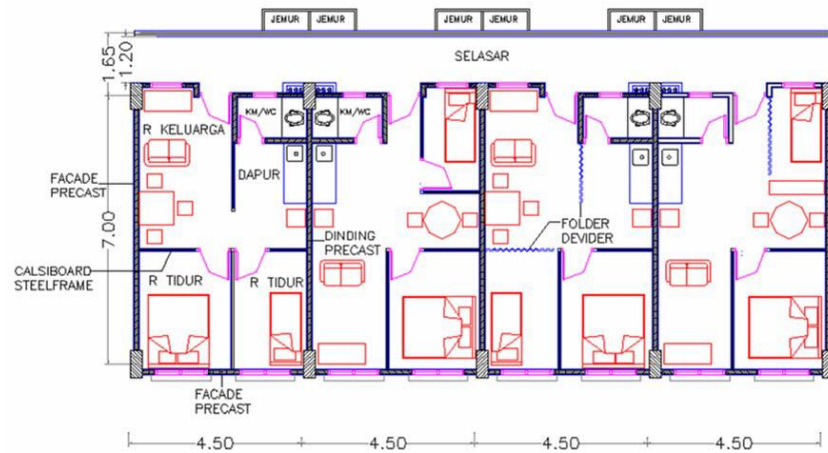 JEMUR JEMUR JEMUR JEMUR JEMUR JEMUR
SELASAR
1.65
1.20
KM/WC KM/WC
R KELUARGA
DAPUR
FACADE
PRECAST
7.00
FOLDER
DEVIDER
DINDING
PRECAST
CALSIBOARD
STEELFRAME
R TIDUR R TIDUR
FACADE
PRECAST
4.50 4.50 4.50 4.50